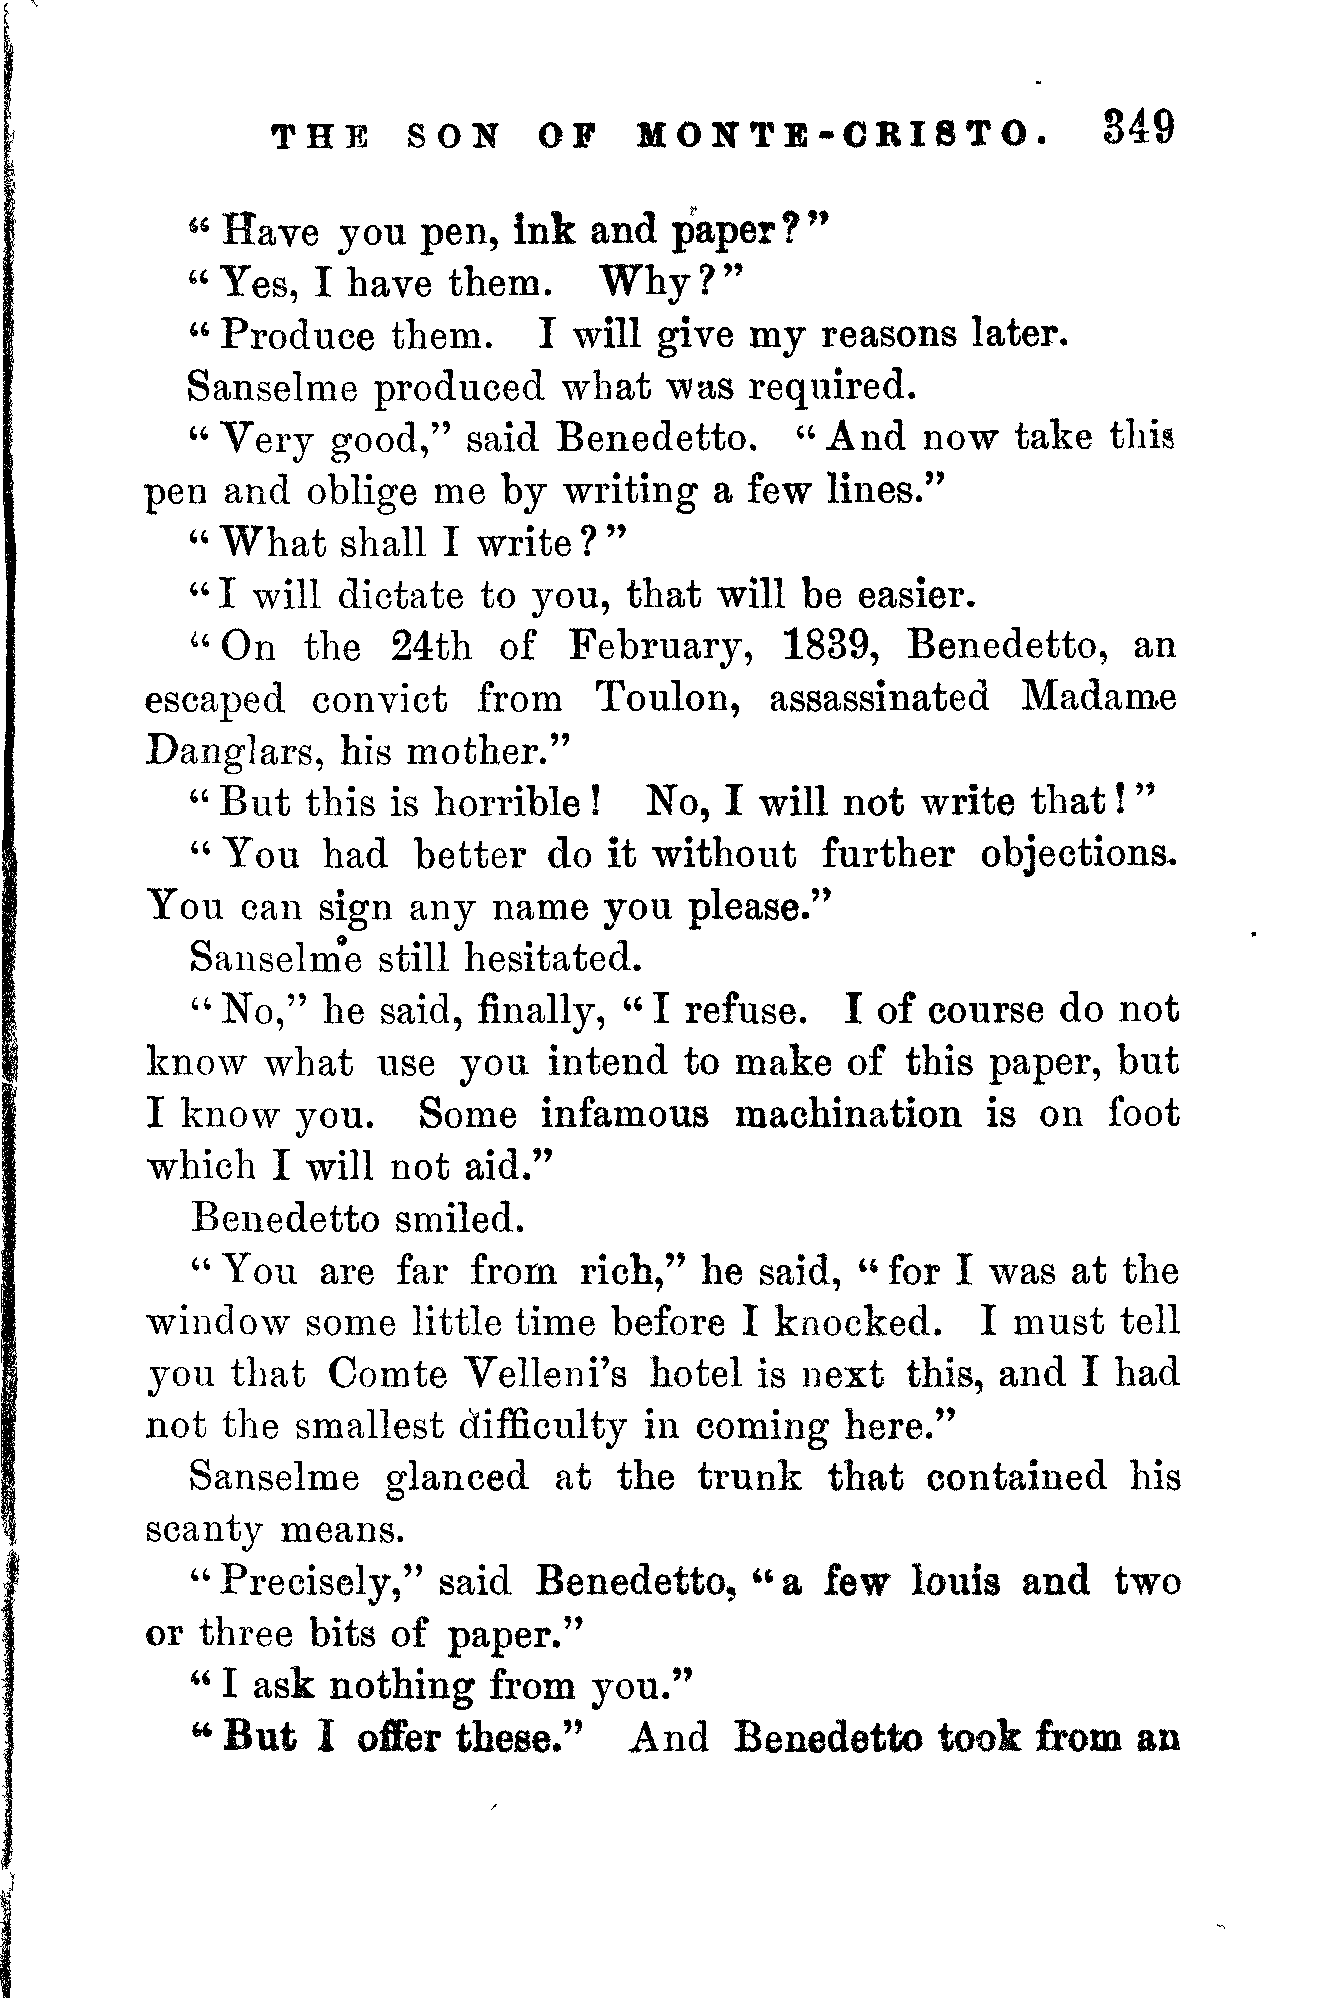 THE SON OF MONTE-CRISTO. 349
“Have you pen, ink and paper?”
“Yes, I have them. Why?”
“Produce them. I will give my reasons later.
Sanselme produced what was required.
“Very good,” said Benedetto. “And now take this
pen and oblige me by writing a few lines.”
“What shall I write?”
“I will dictate to you, that will be easier.
“On the 24th of February, 1839, Benedetto, an
escaped convict from Toulon, assassinated Madame
Danglars, his mother.”
“But this is horrible! No, I will not write that!”
“You had better do it without further objections.
You can sign any name you please.”
Sanselme still hesitated.
“No,” he said, finally, “I refuse. I of course do not
know what use you intend to make of this paper, but
I know you. Some infamous machination is on foot
which I will not aid.”
Benedetto smiled.
“You are far from rich,” he said, “for I was at the
window some little time before I knocked. I must tell
you that Comte Velleni’s hotel is next this, and I had
not the smallest difficulty in coming here.”
Sanselme glanced at the trunk that contained his
scanty means.
“Precisely,” said Benedetto, “a few louis and two
or three bits of paper.”
“I ask nothing from you.”
“But I offer these.” And Benedetto took from an